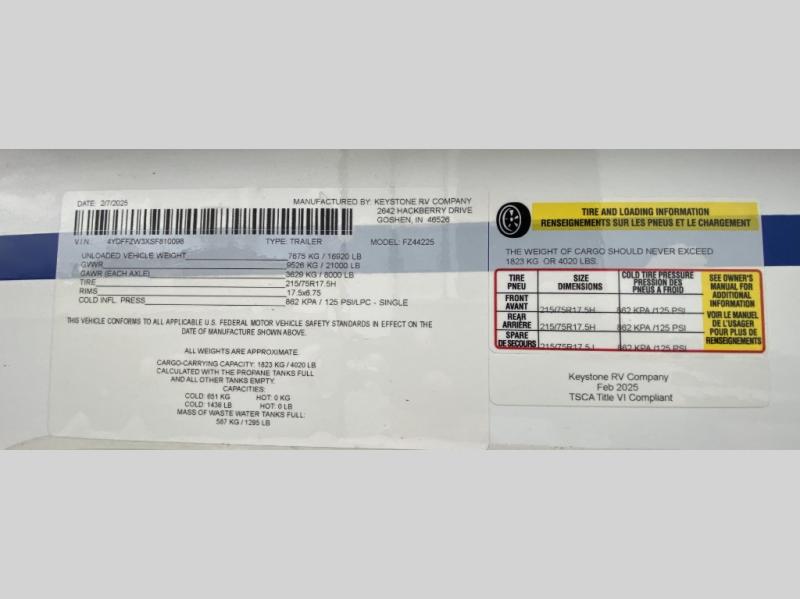 DATE: 2/7/2025
MANUFACTURED BY: KEYSTONE RV COMPANY
2642 HACKBERRY DRIVE
GOSHEN, IN 46526
V.I.N. 4YDFFZW3XSF810098 TYPE: TRAILER MODEL: FZ44225
UNLOADED VEHICLE WEIGHT 7675 KG / 16920 LB
GVWR 9526 KG / 21000 LB
GAWR (EACH AXLE) 3629 KG / 8000 LB
TIRE 215/75R17.5H
RIMS 17.5x6.75
COLD INFL. PRESS 862 KPA / 125 PSI/LPC - SINGLE
THIS VEHICLE CONFORMS TO ALL APPLICABLE U.S. FEDERAL MOTOR VEHICLE SAFETY STANDARDS IN EFFECT ON THE
DATE OF MANUFACTURE SHOWN ABOVE.
ALL WEIGHTS ARE APPROXIMATE.
CARGO-CARRYING CAPACITY: 1823 KG / 4020 LB
CALCULATED WITH THE PROPANE TANKS FULL
AND ALL OTHER TANKS EMPTY.
CAPACITIES:
COLD: 651 KG HOT: 0 KG
COLD: 1436 LB HOT: 0 LB
MASS OF WASTE WATER TANKS FULL:
587 KG / 1295 LB
TIRE AND LOADING INFORMATION
RENSEIGNEMENTS SUR LES PNEUS ET LE CHARGEMENT
THE WEIGHT OF CARGO SHOULD NEVER EXCEED
1823 KG. OR 4020 LBS.
TIRE
PNEU
SIZE
DIMENSIONS
COLD TIRE PRESSURE
PRESSION DES
PNEUS À FROID
FRONT
AVANT
215/75R17.5H 862 KPA /125 PSI
REAR
ARRIÈRE
215/75R17.5H 862 KPA /125 PSI
SPARE
DE SECOURS
862 KPA /125 PSI
SEE OWNER'S
MANUAL FOR
ADDITIONAL
INFORMATION
VOIR LE MANUEL
DE L'USAGER
POUR PLUS DE
RENSEIGNEMENTS
Keystone RV Company
Feb 2025
TSCA Title VI Compliant